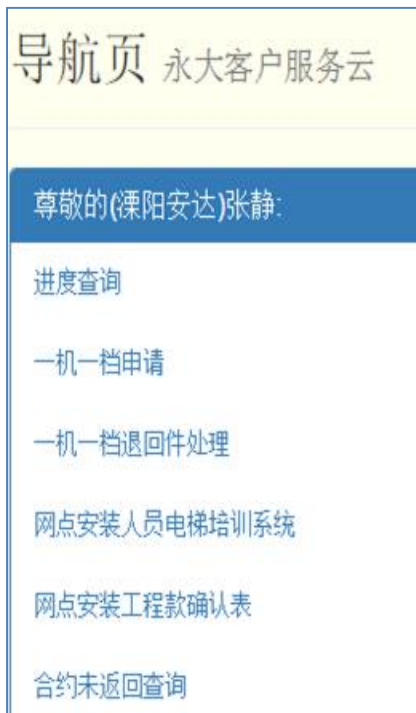 导航页 永大客户服务云
尊敬的(溧阳安达)张静:
进度查询
一机一档申请
一机一档退回件处理
网点安装人员电梯培训系统
网点安装工程款确认表
合约未返回查询